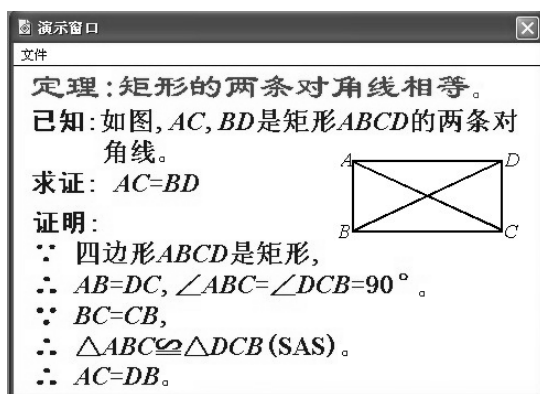 演示窗口
文件
定理:矩形的两条对角线相等。
已知:如图,AC,BD是矩形ABCD的两条对
角线。
求证: AC=BD
证明:
∵ 四边形ABCD是矩形,
∴ AB=DC,∠ABC=∠DCB=90°。
∵ BC=CB,
∴ △ABC≌△DCB(SAS)。
∴ AC=DB。
A
D
B
C